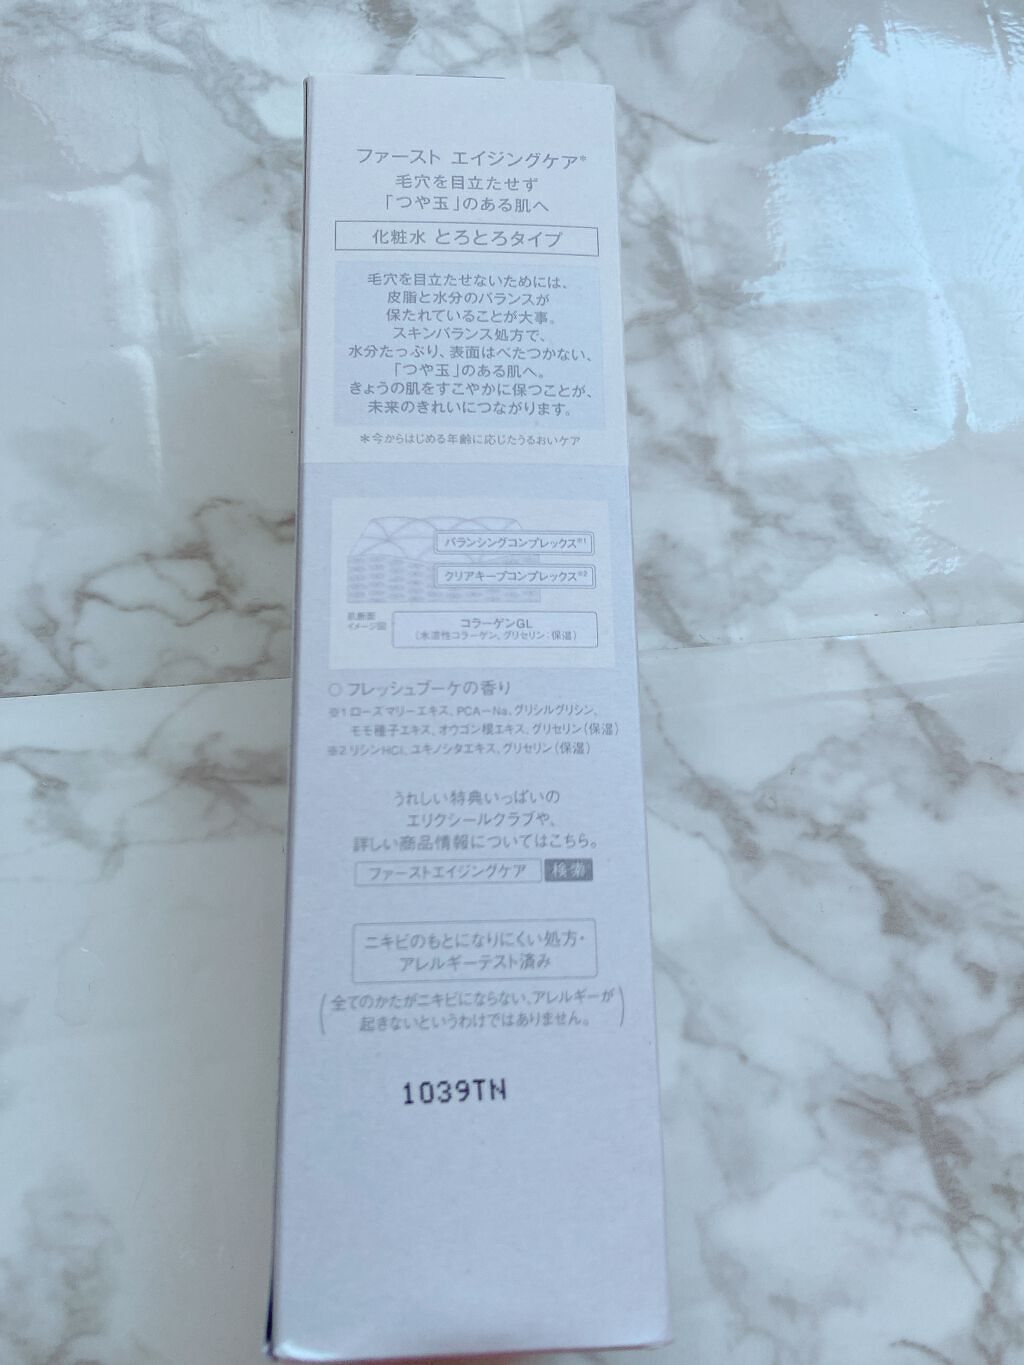 ファースト エイジングケア*
毛穴を目立たせず
「つや玉」のある肌へ
化粧水 とろとろタイプ
毛穴を目立たせないためには、
皮脂と水分のバランスが
保たれていることが大事。
スキンバランス処方で、
水分たっぷり、表面はべたつかない、
「つや玉」のある肌へ。
きょうの肌をすこやかに保つことが、
未来のきれいにつながります。
*今からはじめる年齢に応じたうるおいケア
バランシングコンプレックス※1
クリアキープコンプレックス※2
肌断面
イメージ図
コラーゲンGL
(水溶性コラーゲン、グリセリン:保湿)
○ フレッシュブーケの香り
※1 ローズマリーエキス、PCA-Na、グリシルグリシン、
モモ種子エキス、オウゴン根エキス、グリセリン(保湿)
※2 リシンHCl、ユキノシタエキス、グリセリン(保湿)
うれしい特典いっぱいの
エリクシールクラブや、
詳しい商品情報についてはこちら。
ファーストエイジングケア 検索
ニキビのもとになりにくい処方・
アレルギーテスト済み
(全てのかたがニキビにならない、アレルギーが
起きないというわけではありません。)
1039TN